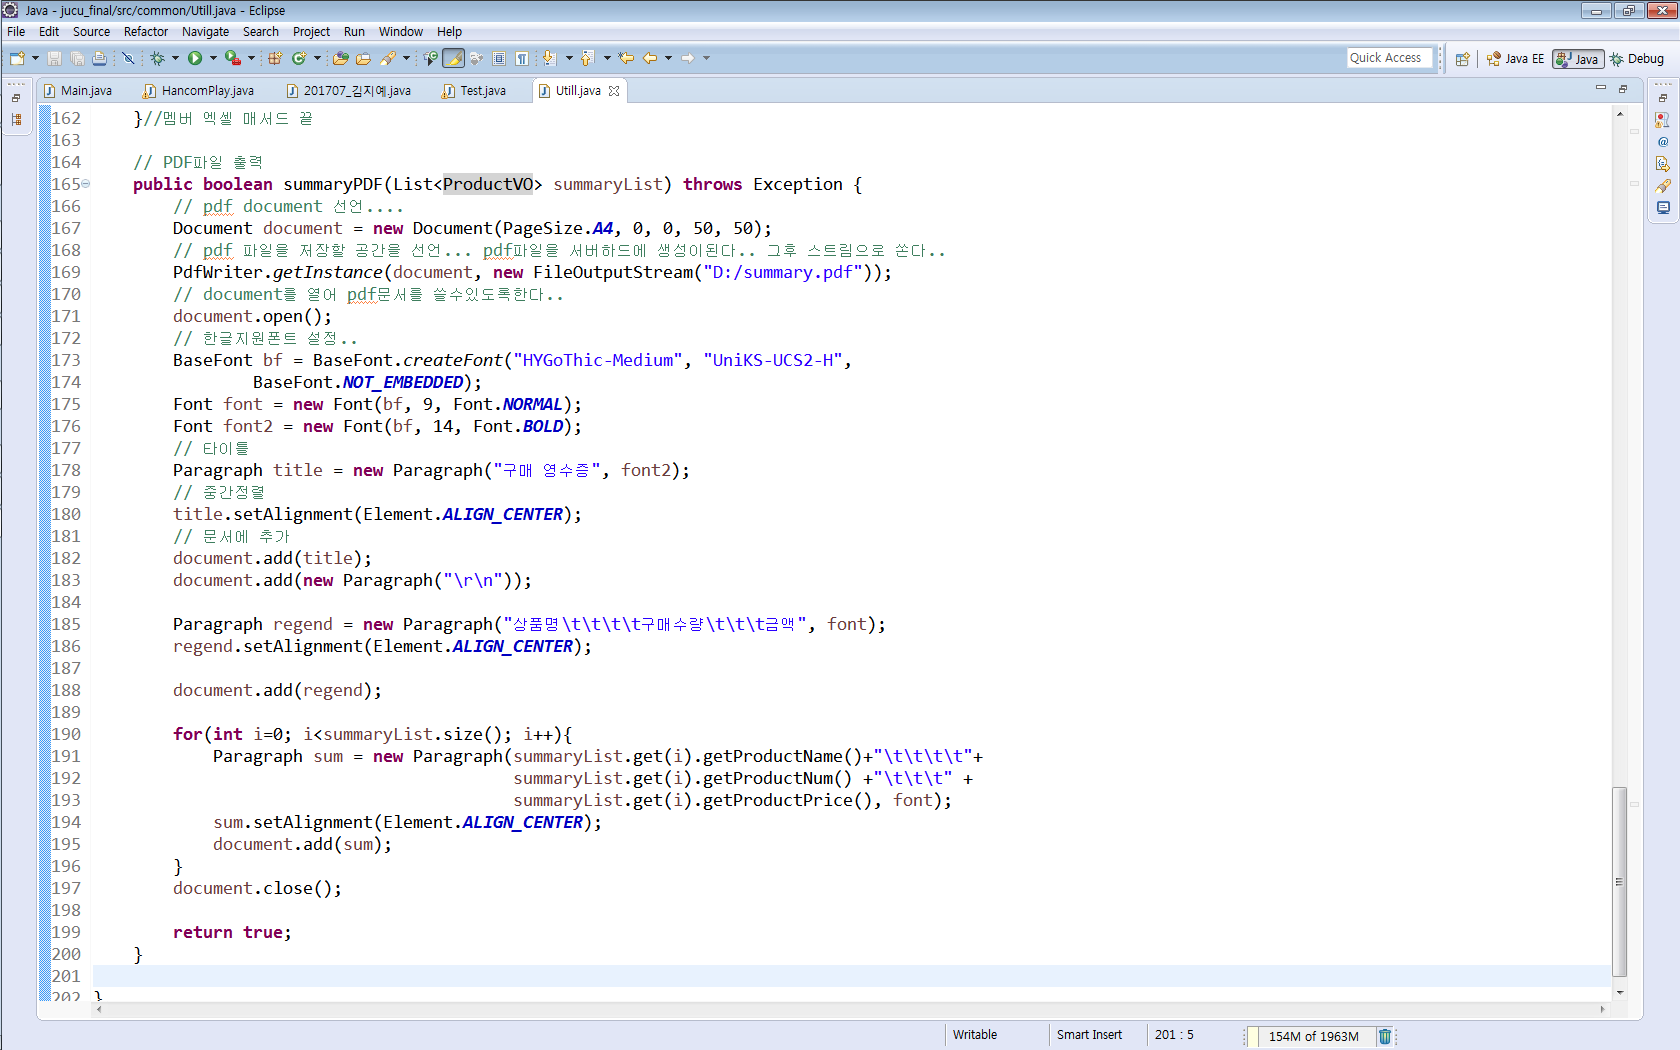 Java - jucu_final/src/common/Utill.java - Eclipse
File Edit Source Refactor Navigate Search Project Run Window Help
Quick Access Java EE Java Debug
Main.java HancomPlay.java 201707_김지예.java Test.java Utill.java
162 }//멤버 엑셀 매서드 끝
163
164 // PDF파일 출력
165 public boolean summaryPDF(List<ProductVO> summaryList) throws Exception {
166 // pdf document 선언....
167 Document document = new Document(PageSize.A4, 0, 0, 50, 50);
168 // pdf 파일을 저장할 공간을 선언... pdf파일을 서버하드에 생성이된다.. 그후 스트림으로 쏜다..
169 PdfWriter.getInstance(document, new FileOutputStream("D:/summary.pdf"));
170 // document를 열어 pdf문서를 쓸수있도록한다..
171 document.open();
172 // 한글지원폰트 설정..
173 BaseFont bf = BaseFont.createFont("HYGoThic-Medium", "UniKS-UCS2-H",
174 BaseFont.NOT_EMBEDDED);
175 Font font = new Font(bf, 9, Font.NORMAL);
176 Font font2 = new Font(bf, 14, Font.BOLD);
177 // 타이틀
178 Paragraph title = new Paragraph("구매 영수증", font2);
179 // 중간정렬
180 title.setAlignment(Element.ALIGN_CENTER);
181 // 문서에 추가
182 document.add(title);
183 document.add(new Paragraph("\r\n"));
184
185 Paragraph regend = new Paragraph("상품명\t\t\t\t구매수량\t\t\t금액", font);
186 regend.setAlignment(Element.ALIGN_CENTER);
187
188 document.add(regend);
189
190 for(int i=0; i<summaryList.size(); i++){
191 Paragraph sum = new Paragraph(summaryList.get(i).getProductName()+"\t\t\t\t"+
192 summaryList.get(i).getProductNum() +"\t\t\t" +
193 summaryList.get(i).getProductPrice(), font);
194 sum.setAlignment(Element.ALIGN_CENTER);
195 document.add(sum);
196 }
197 document.close();
198
199 return true;
200 }
201
202 }
Writable Smart Insert 201 : 5 154M of 1963M